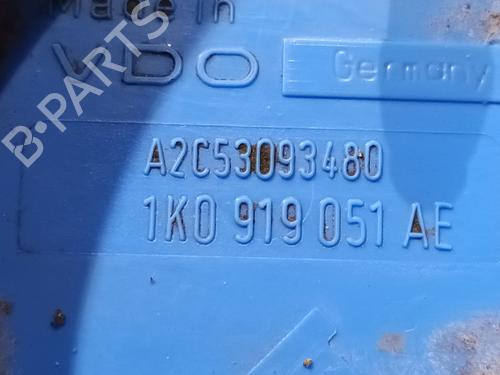 Made in
VDO Germany
A2C53093480
1K0 919 051 AE
B-PARTS